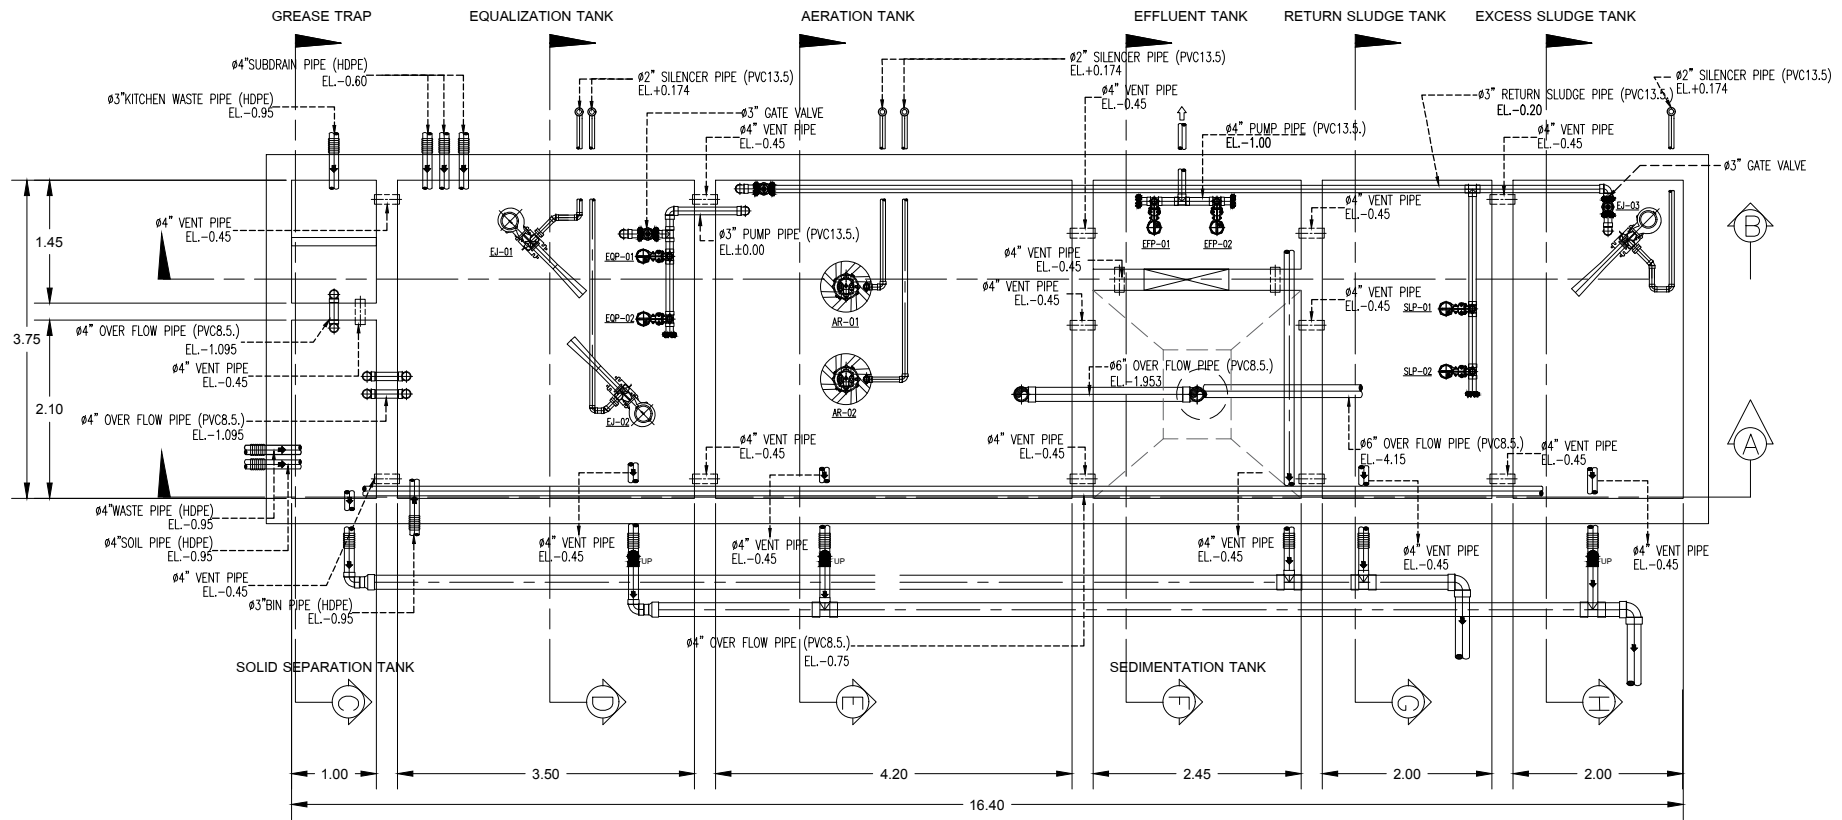 GREASE TRAP
EQUALIZATION TANK
AERATION TANK
EFFLUENT TANK
RETURN SLUDGE TANK
EXCESS SLUDGE TANK
ø4"SUBDRAIN PIPE (HDPE)
EL.-0.60
ø3"KITCHEN WASTE PIPE (HDPE)
EL.-0.95
ø2" SILENCER PIPE (PVC13.5)
EL.+0.174
ø3" GATE VALVE
ø4" VENT PIPE
EL.-0.45
ø2" SILENCER PIPE (PVC13.5)
EL.+0.174
ø4" VENT PIPE
EL.-0.45
ø4" PUMP PIPE (PVC13.5.)
EL.-1.00
ø3" RETURN SLUDGE PIPE (PVC13.5.)
EL.-0.20
ø2" SILENCER PIPE (PVC13.5)
EL.+0.174
ø4" VENT PIPE
EL.-0.45
ø3" GATE VALVE
ø4" VENT PIPE
EL.-0.45
ø3" PUMP PIPE (PVC13.5.)
EL.±0.00
ø4" VENT PIPE
EL.-0.45
ø4" VENT PIPE
EL.-0.45
ø4" VENT PIPE
EL.-0.45
ø4" VENT PIPE
EL.-0.45
EJ-01
EQP-01
EQP-02
EJ-02
AR-01
AR-02
EFP-01
EFP-02
SLP-01
SLP-02
EJ-03
1.45
3.75
2.10
B
A
ø4" OVER FLOW PIPE (PVC8.5.)
EL.-1.095
ø4" VENT PIPE
EL.-0.45
ø4" OVER FLOW PIPE (PVC8.5.)
EL.-1.095
ø6" OVER FLOW PIPE (PVC8.5.)
EL.-1.953
ø4" VENT PIPE
EL.-0.45
ø4" VENT PIPE
EL.-0.45
ø6" OVER FLOW PIPE (PVC8.5.)
EL.-4.15
ø4" VENT PIPE
EL.-0.45
ø4"WASTE PIPE (HDPE)
EL.-0.95
ø4"SOIL PIPE (HDPE)
EL.-0.95
ø4" VENT PIPE
EL.-0.45
ø3"BIN PIPE (HDPE)
EL.-0.95
ø4" VENT PIPE
EL.-0.45
UP
ø4" VENT PIPE
EL.-0.45
UP
ø4" VENT PIPE
EL.-0.45
ø4" VENT PIPE
EL.-0.45
UP
ø4" VENT PIPE
EL.-0.45
ø4" OVER FLOW PIPE (PVC8.5.)
EL.-0.75
SOLID SEPARATION TANK
SEDIMENTATION TANK
C
D
E
F
G
H
1.00
3.50
4.20
2.45
2.00
2.00
16.40